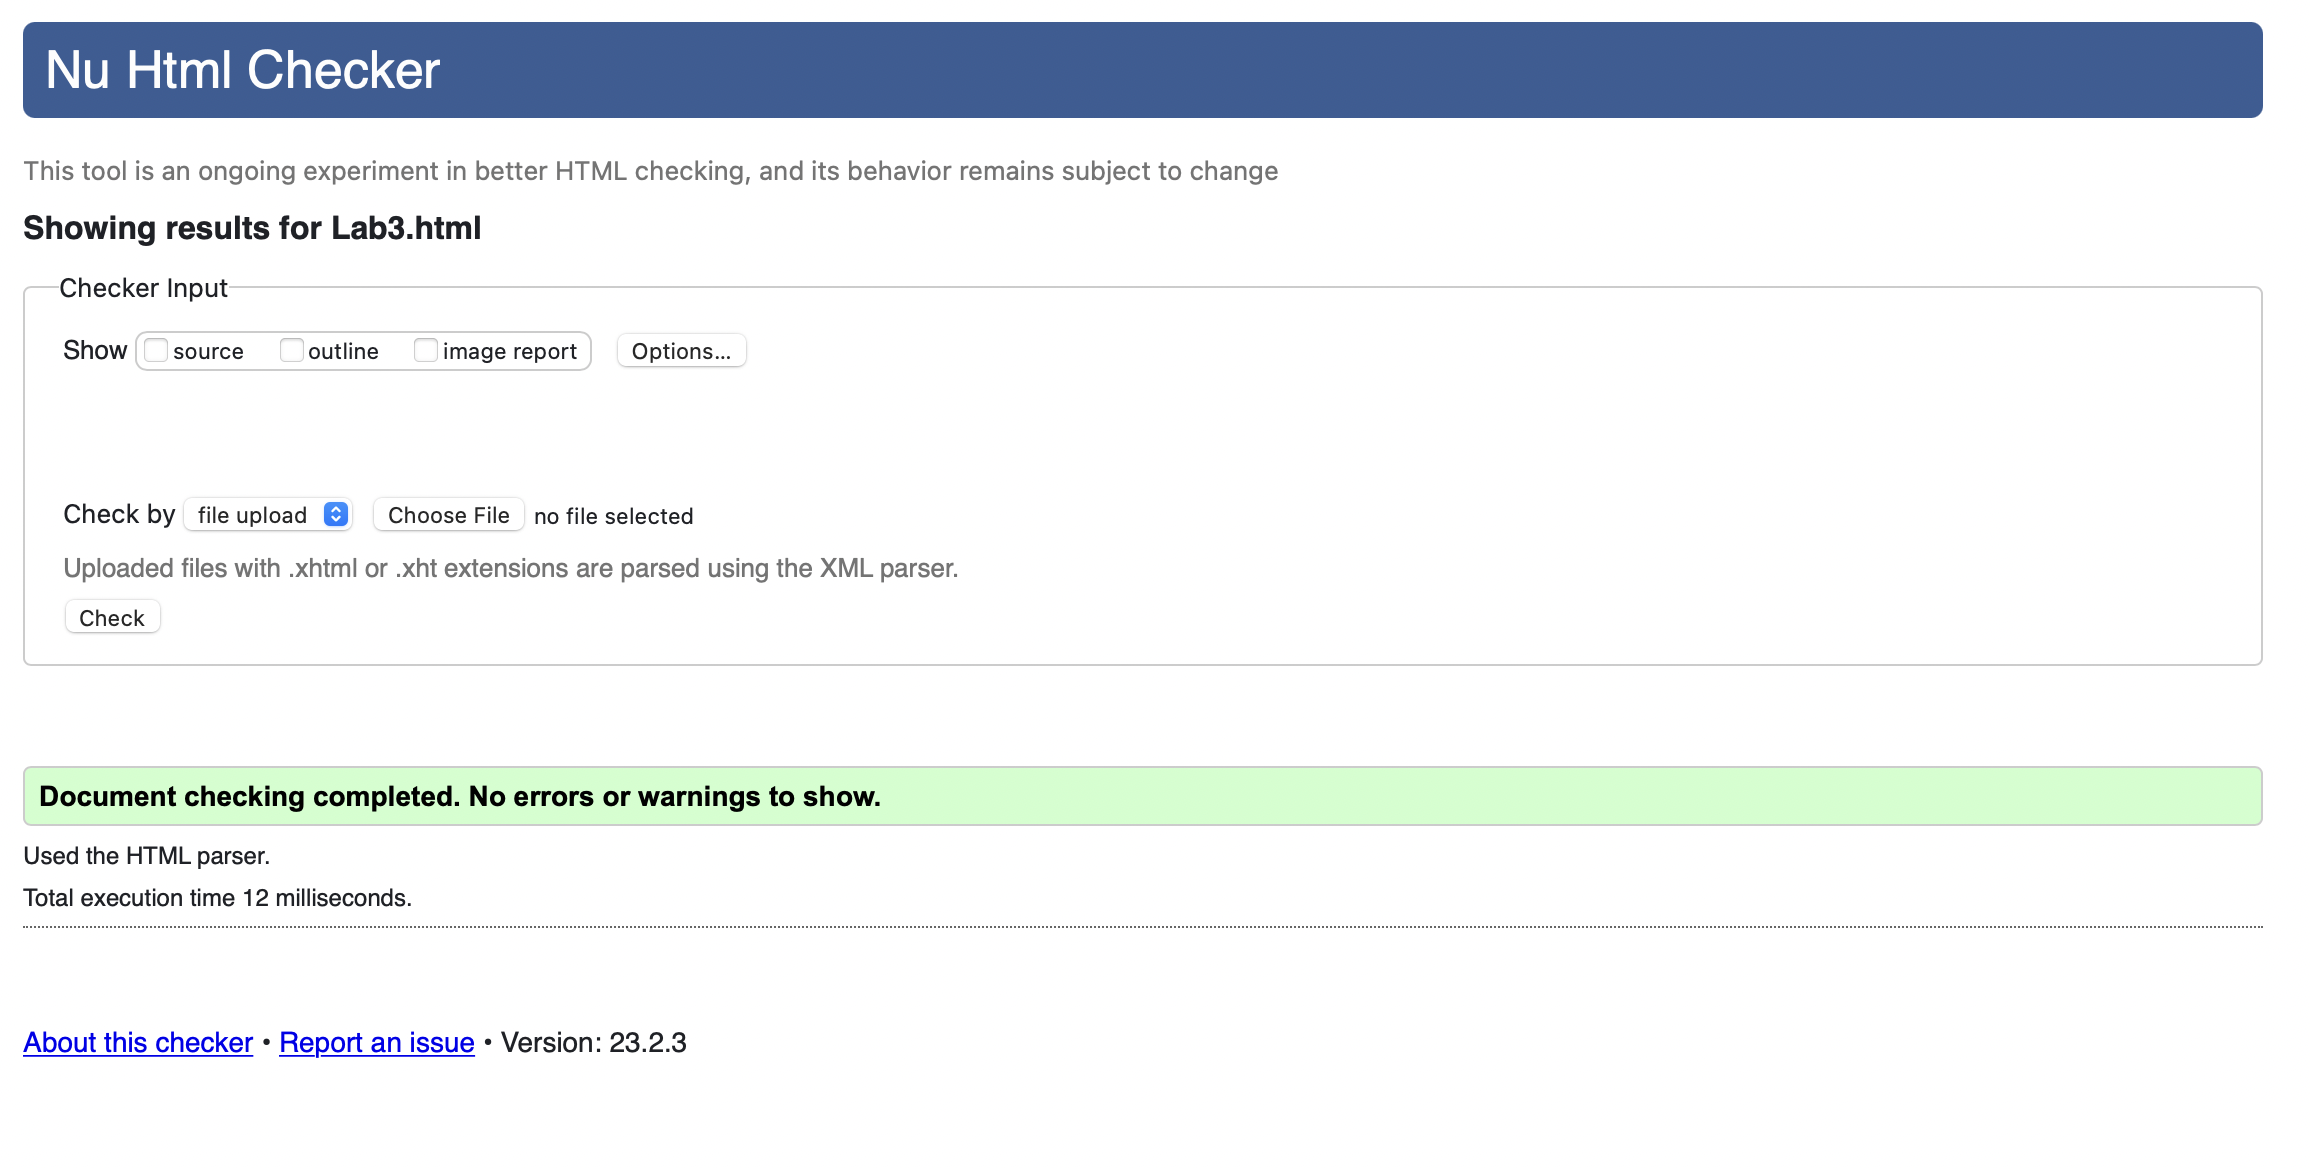 Nu Html Checker
This tool is an ongoing experiment in better HTML checking, and its behavior remains subject to change
Showing results for Lab3.html
Checker Input
Show source outline image report Options...
Check by file upload Choose File no file selected
Uploaded files with .xhtml or .xht extensions are parsed using the XML parser.
Check
Document checking completed. No errors or warnings to show.
Used the HTML parser.
Total execution time 12 milliseconds.
About this checker • Report an issue • Version: 23.2.3